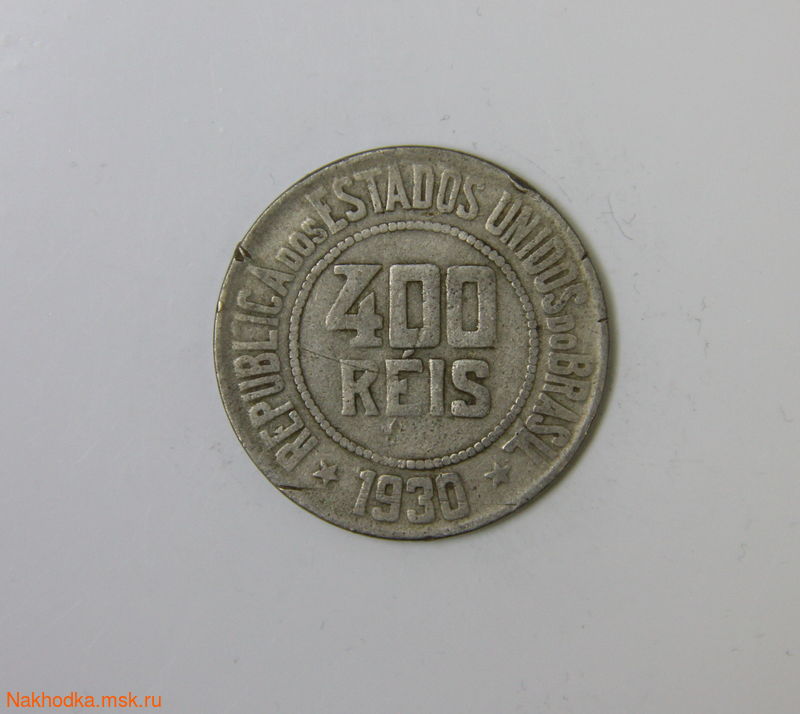 REPUBLICA DOS ESTADOS UNIDOS DO BRASIL
400
RÉIS
1930
Nakhodka.msk.ru